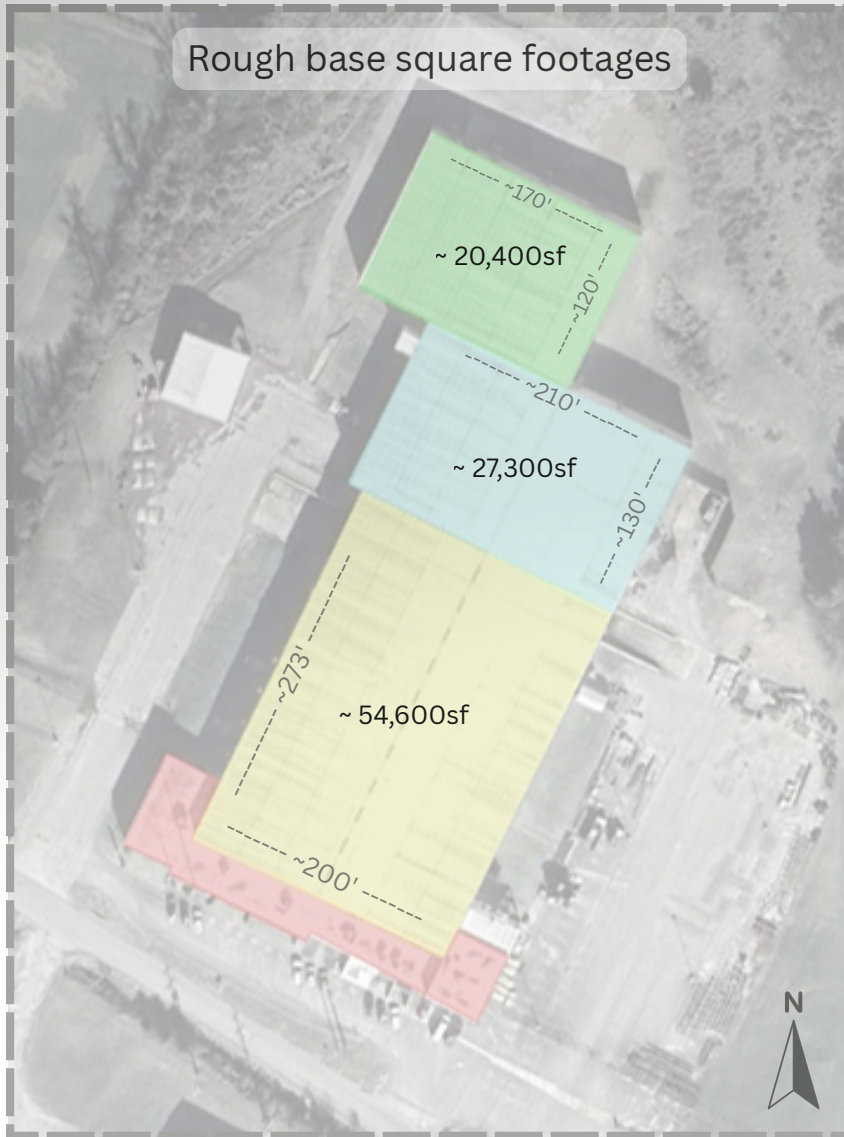 Rough base square footages
~170'
~ 20,400sf
~120'
~210'
~ 27,300sf
~130'
~273'
~ 54,600sf
~200'
N